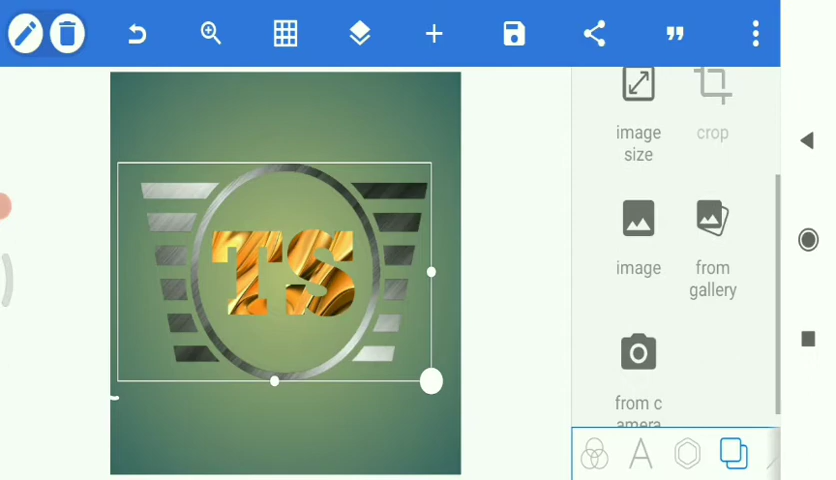 image
size
crop
TS
image
from
gallery
from c
amera
A